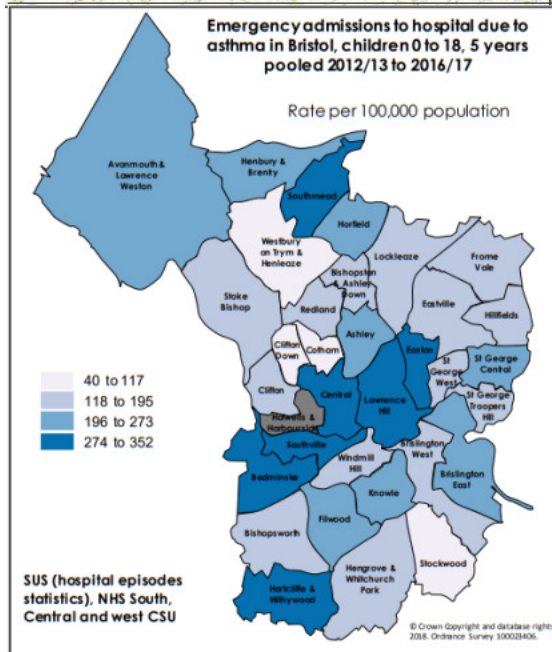 Emergency admissions to hospital due to
asthma in Bristol, children 0 to 18, 5 years
pooled 2012/13 to 2016/17
Rate per 100,000 population
Avonmouth &
Lawrence
Weston
Henbury &
Brentry
Southmead
Horfield
Westbury
on Trym &
Henleaze
Lockleaze
Frome
Vale
Bishopston
& Ashley
Down
Stoke
Bishop
Redland
Eastville
Hillfields
Ashley
Clifton
Down
Cotham
Easton
St
George
West
St George
Central
Clifton
Central
Lawrence
Hill
St George
Troopers
Hill
Hotwells &
Harbourside
Southville
Brislington
West
Windmill
Hill
Brislington
East
Bedminster
Knowle
Filwood
Bishopsworth
Stockwood
Hengrove &
Whitchurch
Park
Hartcliffe &
Withywood
40 to 117
118 to 195
196 to 273
274 to 352
SUS (hospital episodes
statistics), NHS South,
Central and west CSU
© Crown Copyright and database rights
2018. Ordnance Survey 100023406.